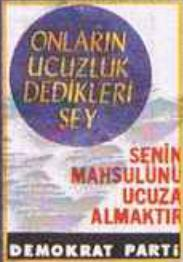 ONLARIN
UCUZLUK
DEDİKLERİ
ŞEY
SENİN
MAHSULÜNÜ
UCUZA
ALMAKTIR
DEMOKRAT PARTİ